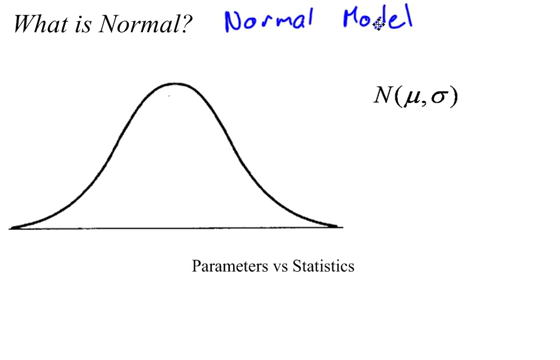 What is Normal? Normal Model
N(μ,σ)
Parameters vs Statistics